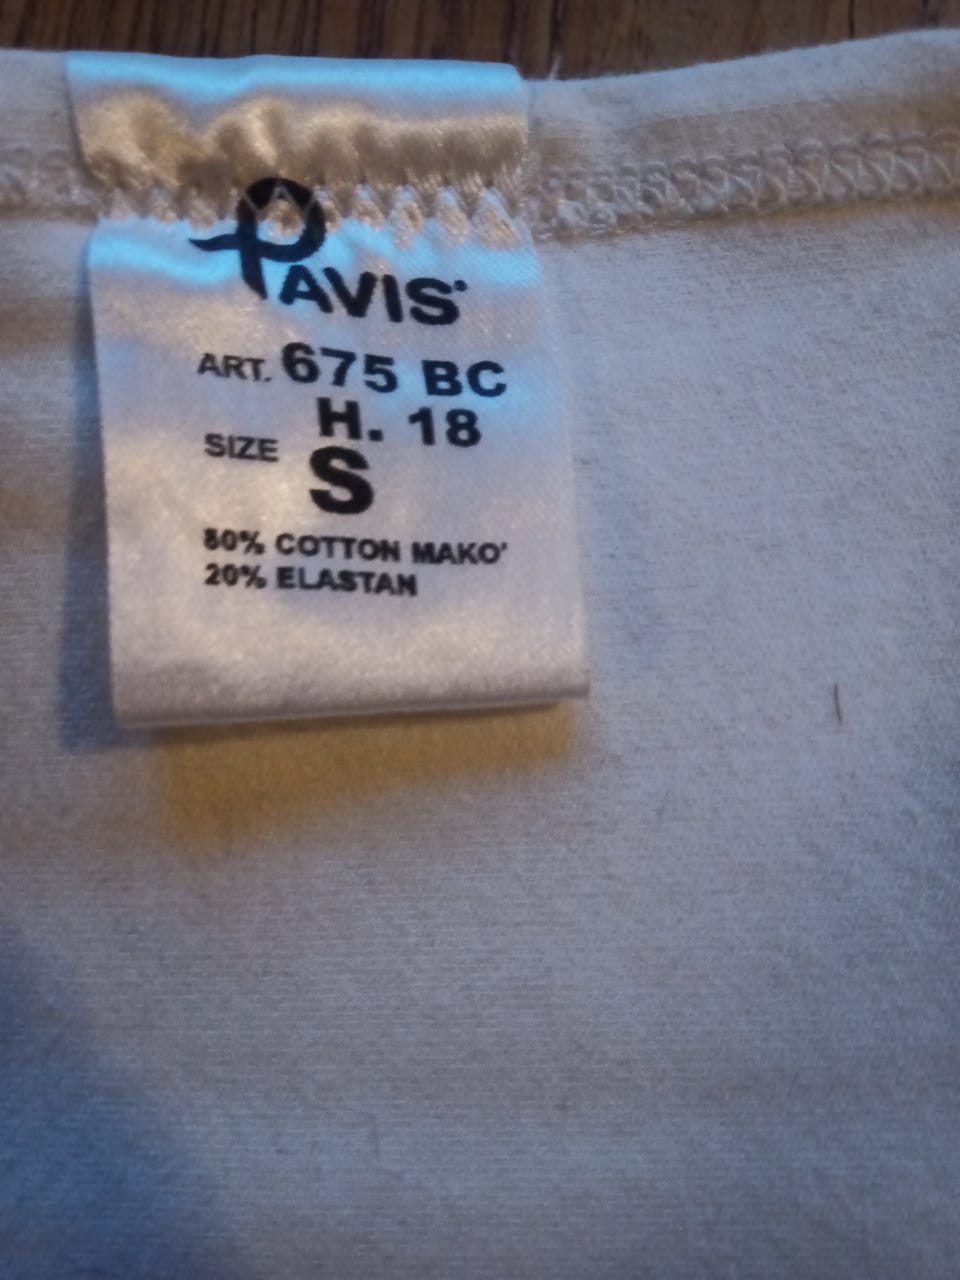 PAVIS®
ART. 675 BC
H. 18
SIZE S
80% COTTON MAKO'
20% ELASTAN